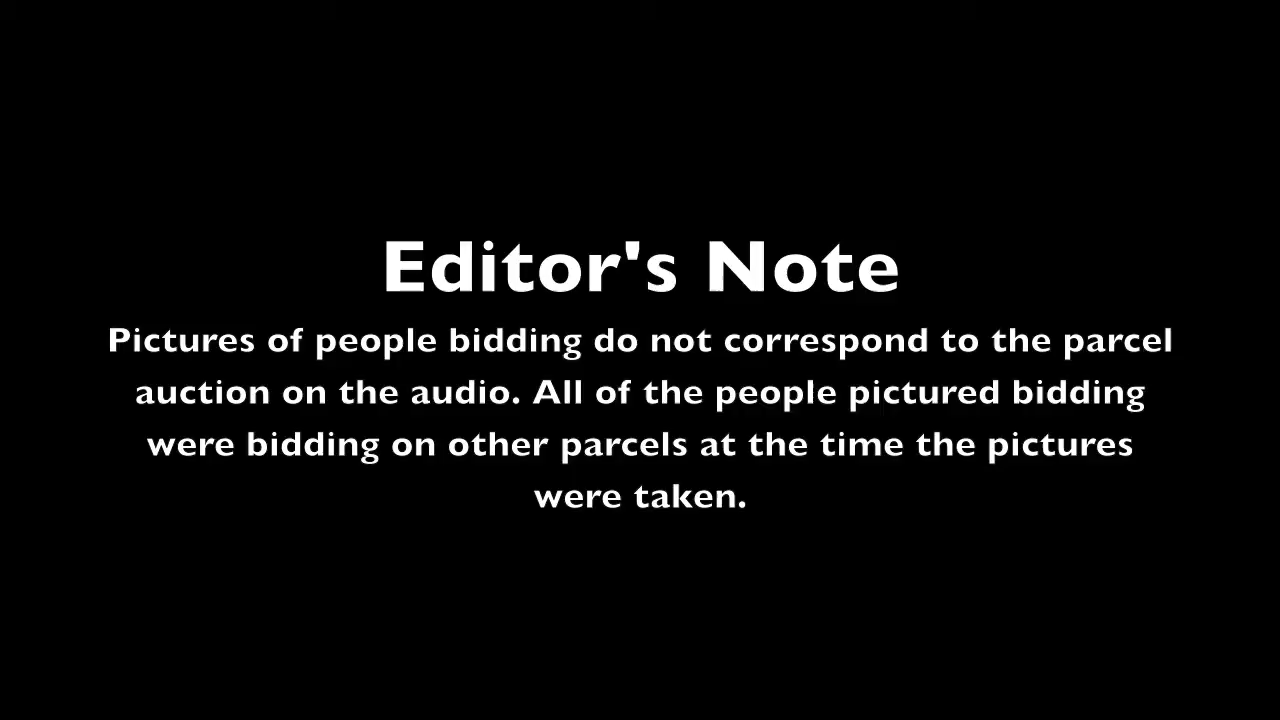 Editor's Note
Pictures of people bidding do not correspond to the parcel
auction on the audio. All of the people pictured bidding
were bidding on other parcels at the time the pictures
were taken.